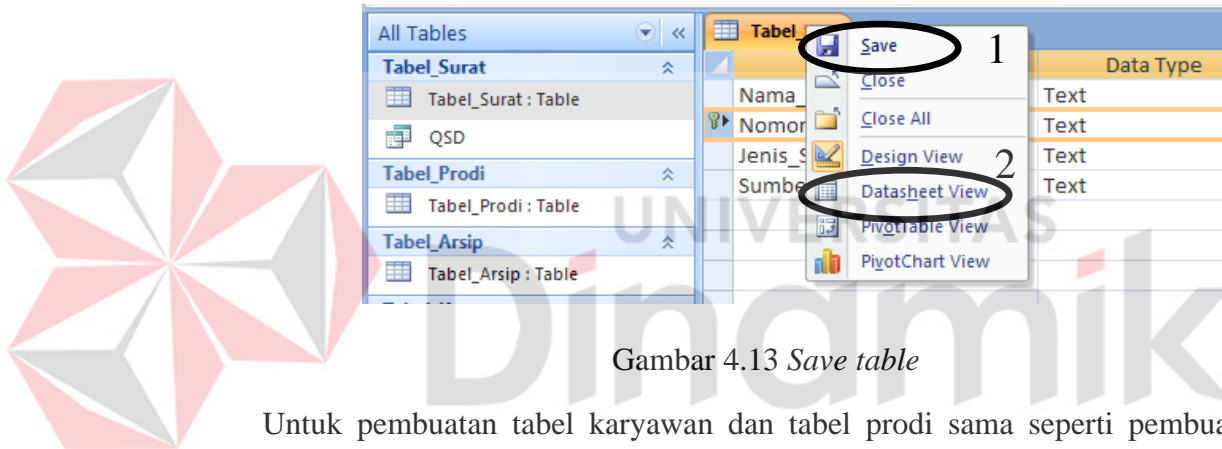 All Tables
Tabel_Surat
Tabel_Surat : Table
QSD
Tabel_Prodi
Tabel_Prodi : Table
Tabel_Arsip
Tabel_Arsip : Table
Tabel_
Save 1
Close
Close All
Design View 2
Datasheet View
PivotTable View
PivotChart View
Data Type
Nama_ Text
Nomor Text
Jenis_S Text
Sumbe Text
UNIVERSITAS
Dinamik
Gambar 4.13 Save table
Untuk pembuatan tabel karyawan dan tabel prodi sama seperti pembua